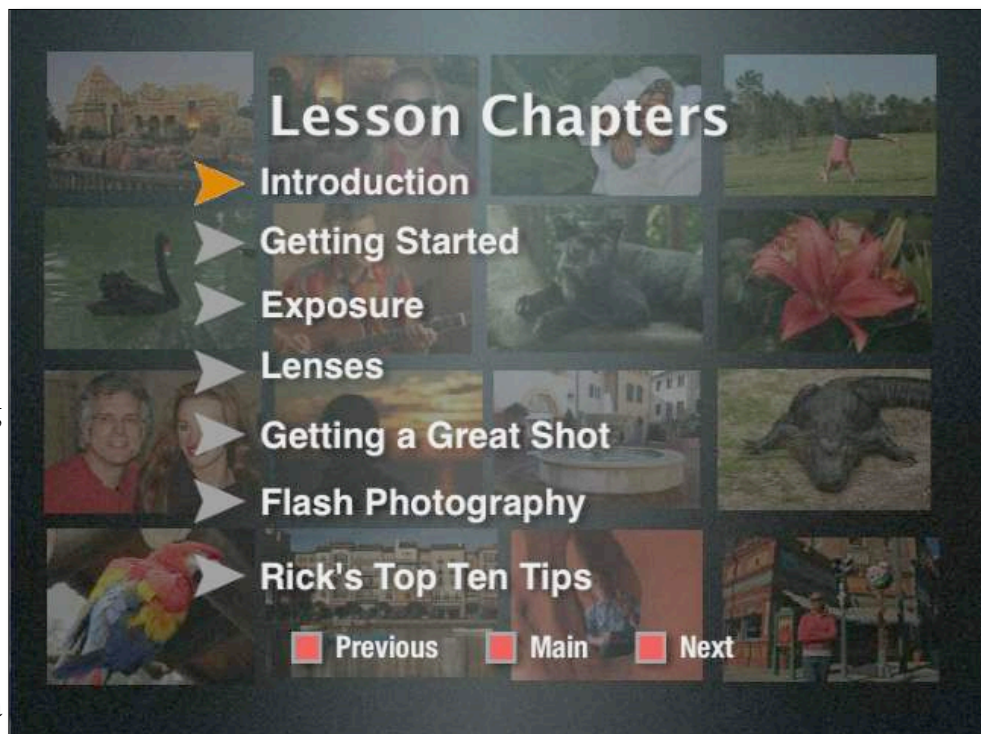 Lesson Chapters
Introduction
Getting Started
Exposure
Lenses
Getting a Great Shot
Flash Photography
Rick's Top Ten Tips
Previous Main Next